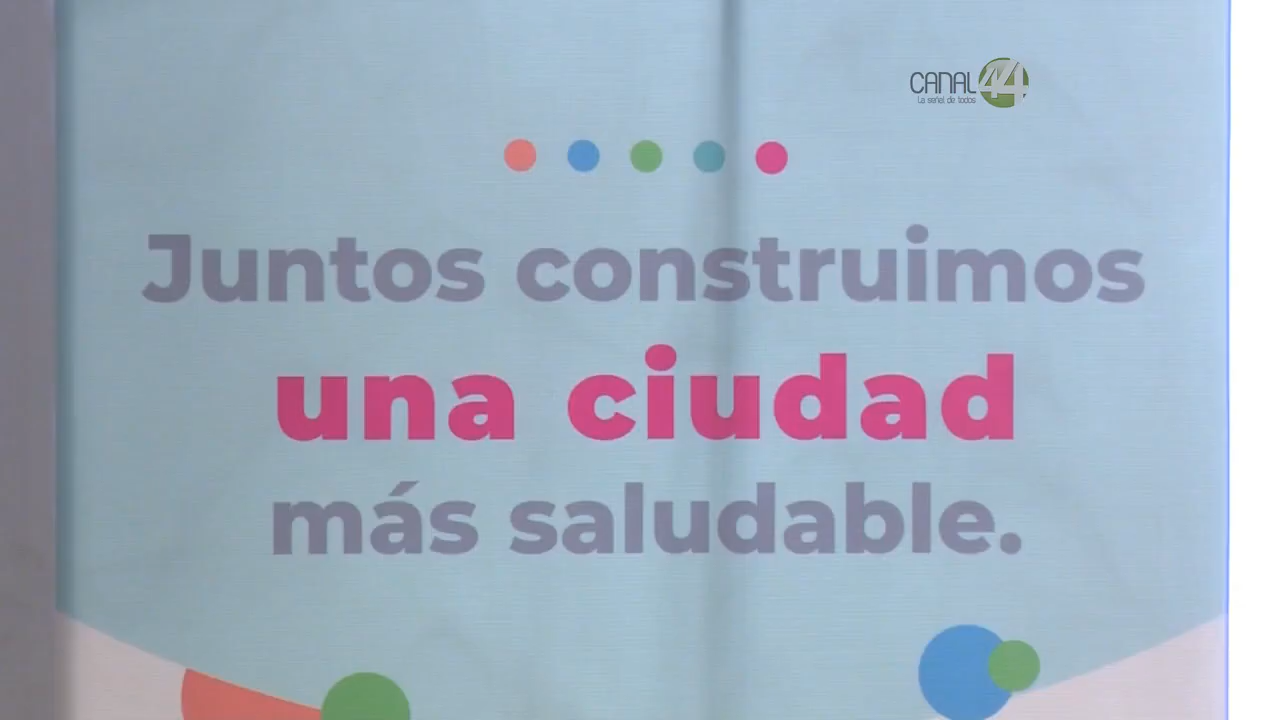 CANAL 44
La señal de todos
Juntos construimos
una ciudad
más saludable.